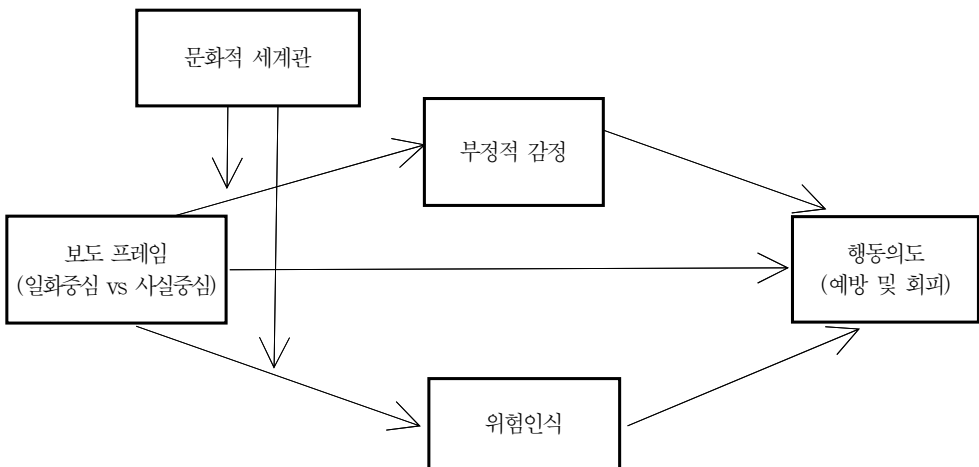 문화적 세계관
부정적 감정
보도 프레임
(일화중심 vs 사실중심)
행동의도
(예방 및 회피)
위험인식